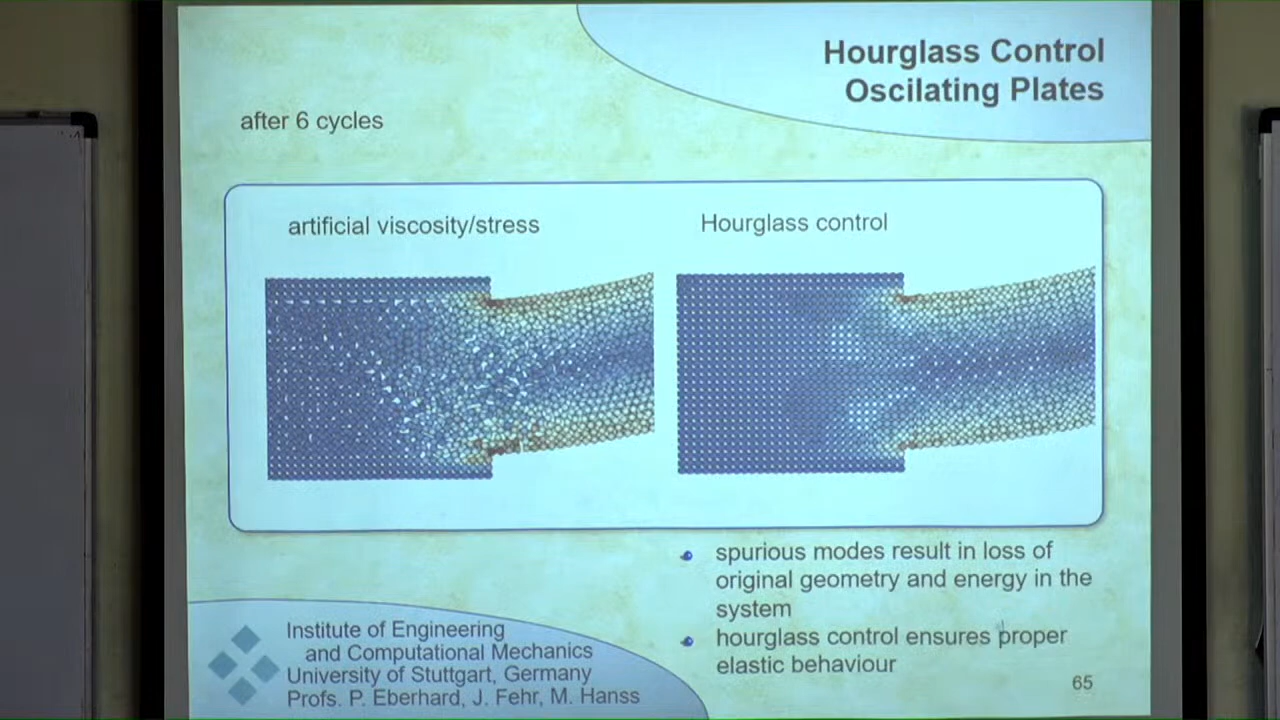 Hourglass Control
Oscilating Plates
after 6 cycles
artificial viscosity/stress
Hourglass control
spurious modes result in loss of
original geometry and energy in the
system
hourglass control ensures proper
elastic behaviour
Institute of Engineering
and Computational Mechanics
University of Stuttgart, Germany
Profs. P. Eberhard, J. Fehr, M. Hanss
65